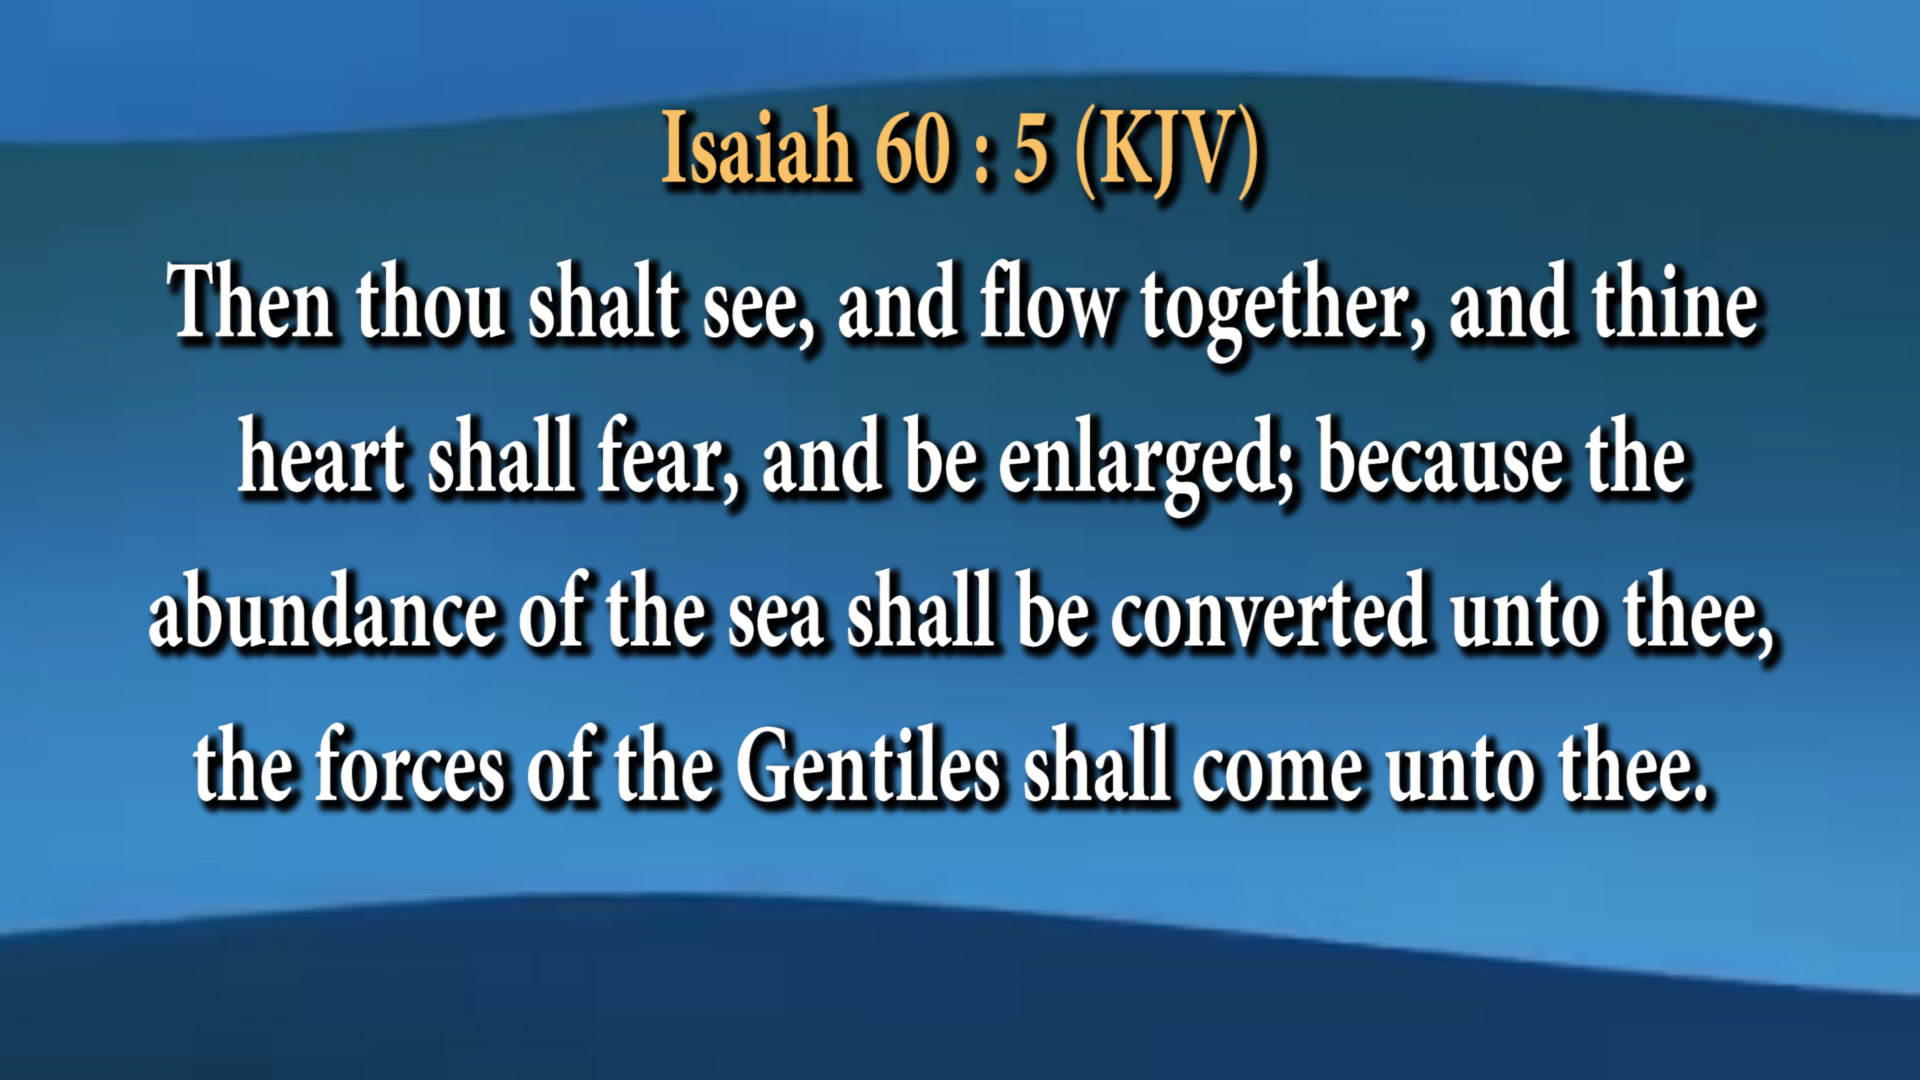 Isaiah 60 : 5 (KJV)
Then thou shalt see, and flow together, and thine
heart shall fear, and be enlarged; because the
abundance of the sea shall be converted unto thee,
the forces of the Gentiles shall come unto thee.